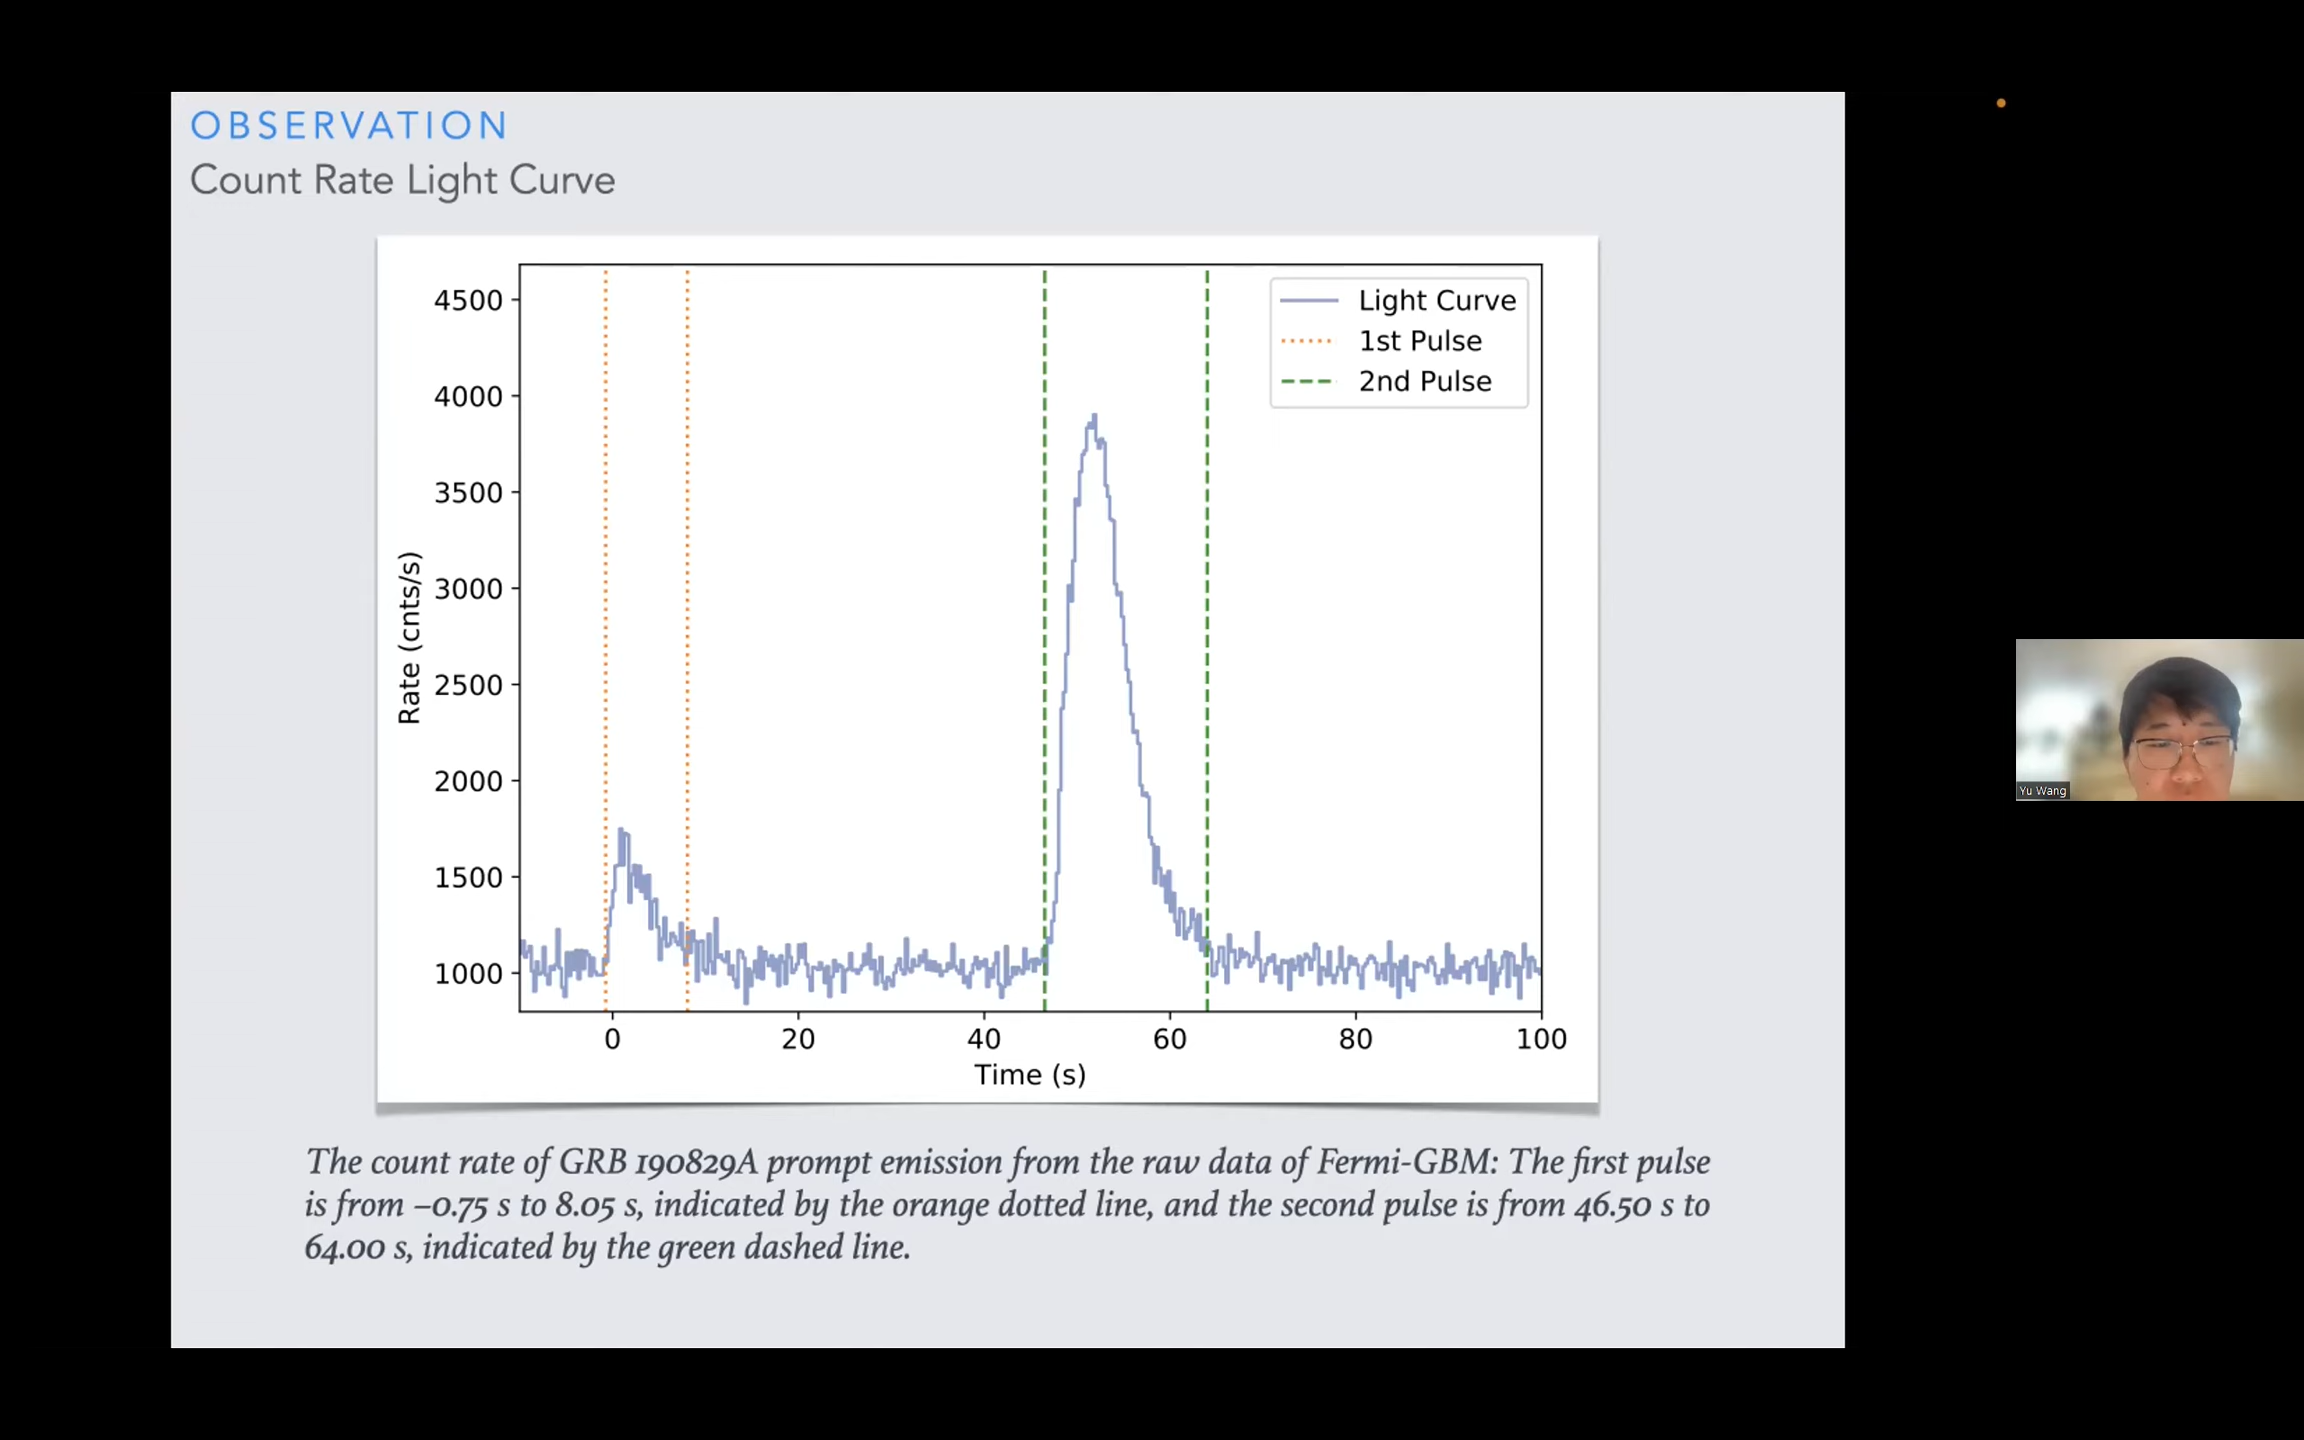 OBSERVATION
Count Rate Light Curve
4500
4000
3500
3000
2500
2000
1500
1000
Rate (cnts/s)
Light Curve
1st Pulse
2nd Pulse
0 20 40 60 80 100
Time (s)
The count rate of GRB 190829A prompt emission from the raw data of Fermi-GBM: The first pulse
is from –0.75 s to 8.05 s, indicated by the orange dotted line, and the second pulse is from 46.50 s to
64.00 s, indicated by the green dashed line.
Yu Wang